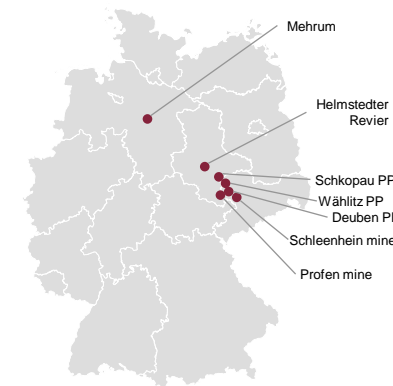 Mehrum
Helmstedter
Revier
Schkopau PP
Wählitz PP
Deuben P
Schleenhein mine
Profen mine